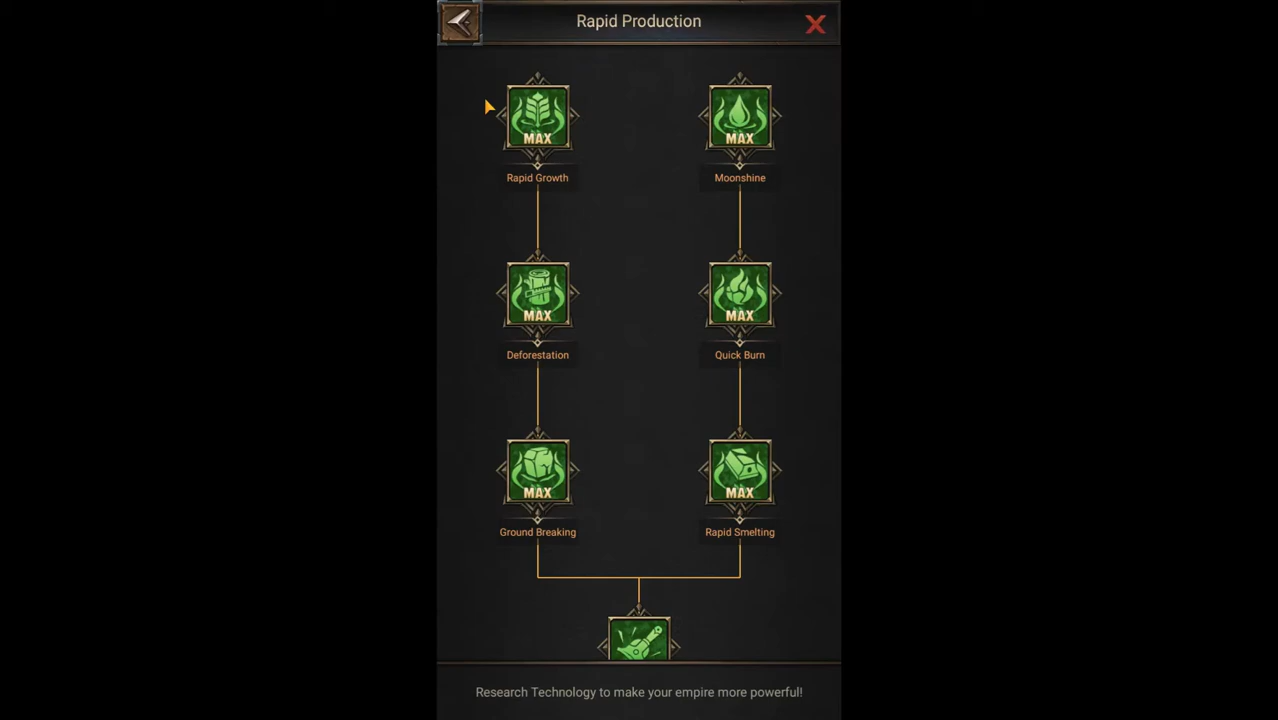 Rapid Production
MAX
MAX
Rapid Growth
Moonshine
MAX
MAX
Deforestation
Quick Burn
MAX
MAX
Ground Breaking
Rapid Smelting
Research Technology to make your empire more powerful!